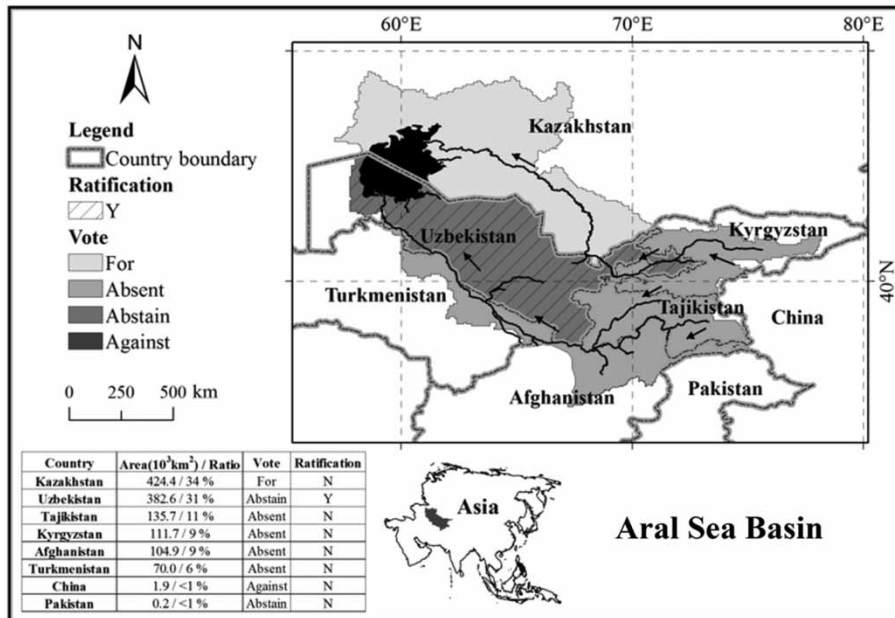 60°E 70°E 80°E
N
Kazakhstan
Legend
Country boundary
Ratification
Y
Kyrgyzstan
Vote
Uzbekistan
For
40°N
Absent
Turkmenistan
Tajikistan
China
Abstain
Against
0 250 500 km
Afghanistan
Pakistan
Country Area(10³km²) / Ratio Vote Ratification
Kazakhstan 424.4 / 34 % For N
Uzbekistan 382.6 / 31 % Abstain Y
Tajikistan 135.7 / 11 % Absent N
Kyrgyzstan 111.7 / 9 % Absent N
Afghanistan 104.9 / 9 % Absent N
Turkmenistan 70.0 / 6 % Absent N
China 1.9 / <1 % Against N
Pakistan 0.2 / <1 % Abstain N
Asia
Aral Sea Basin